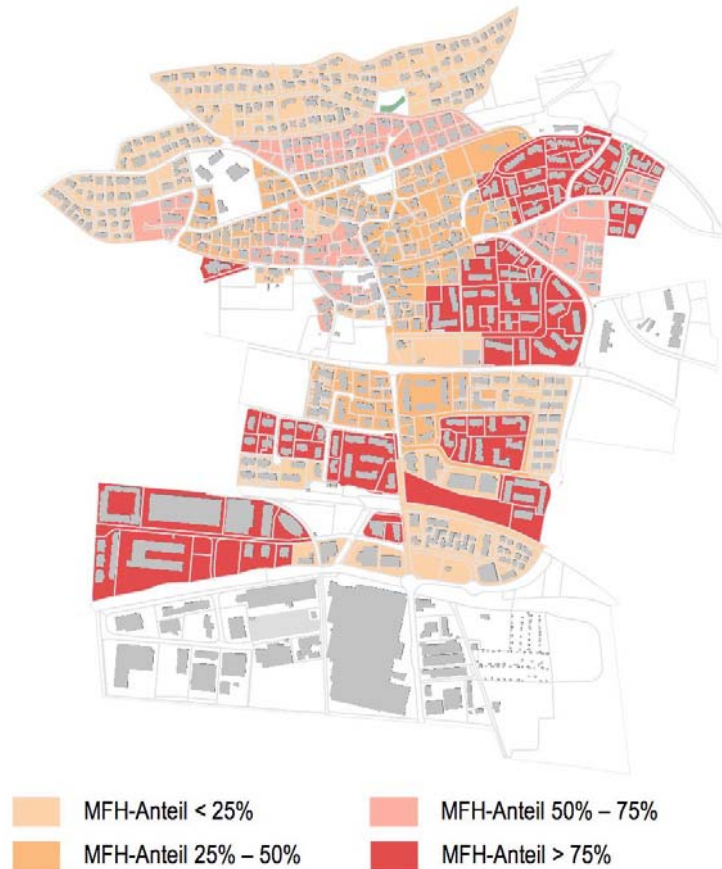 MFH-Anteil < 25%
MFH-Anteil 50% – 75%
MFH-Anteil 25% – 50%
MFH-Anteil > 75%